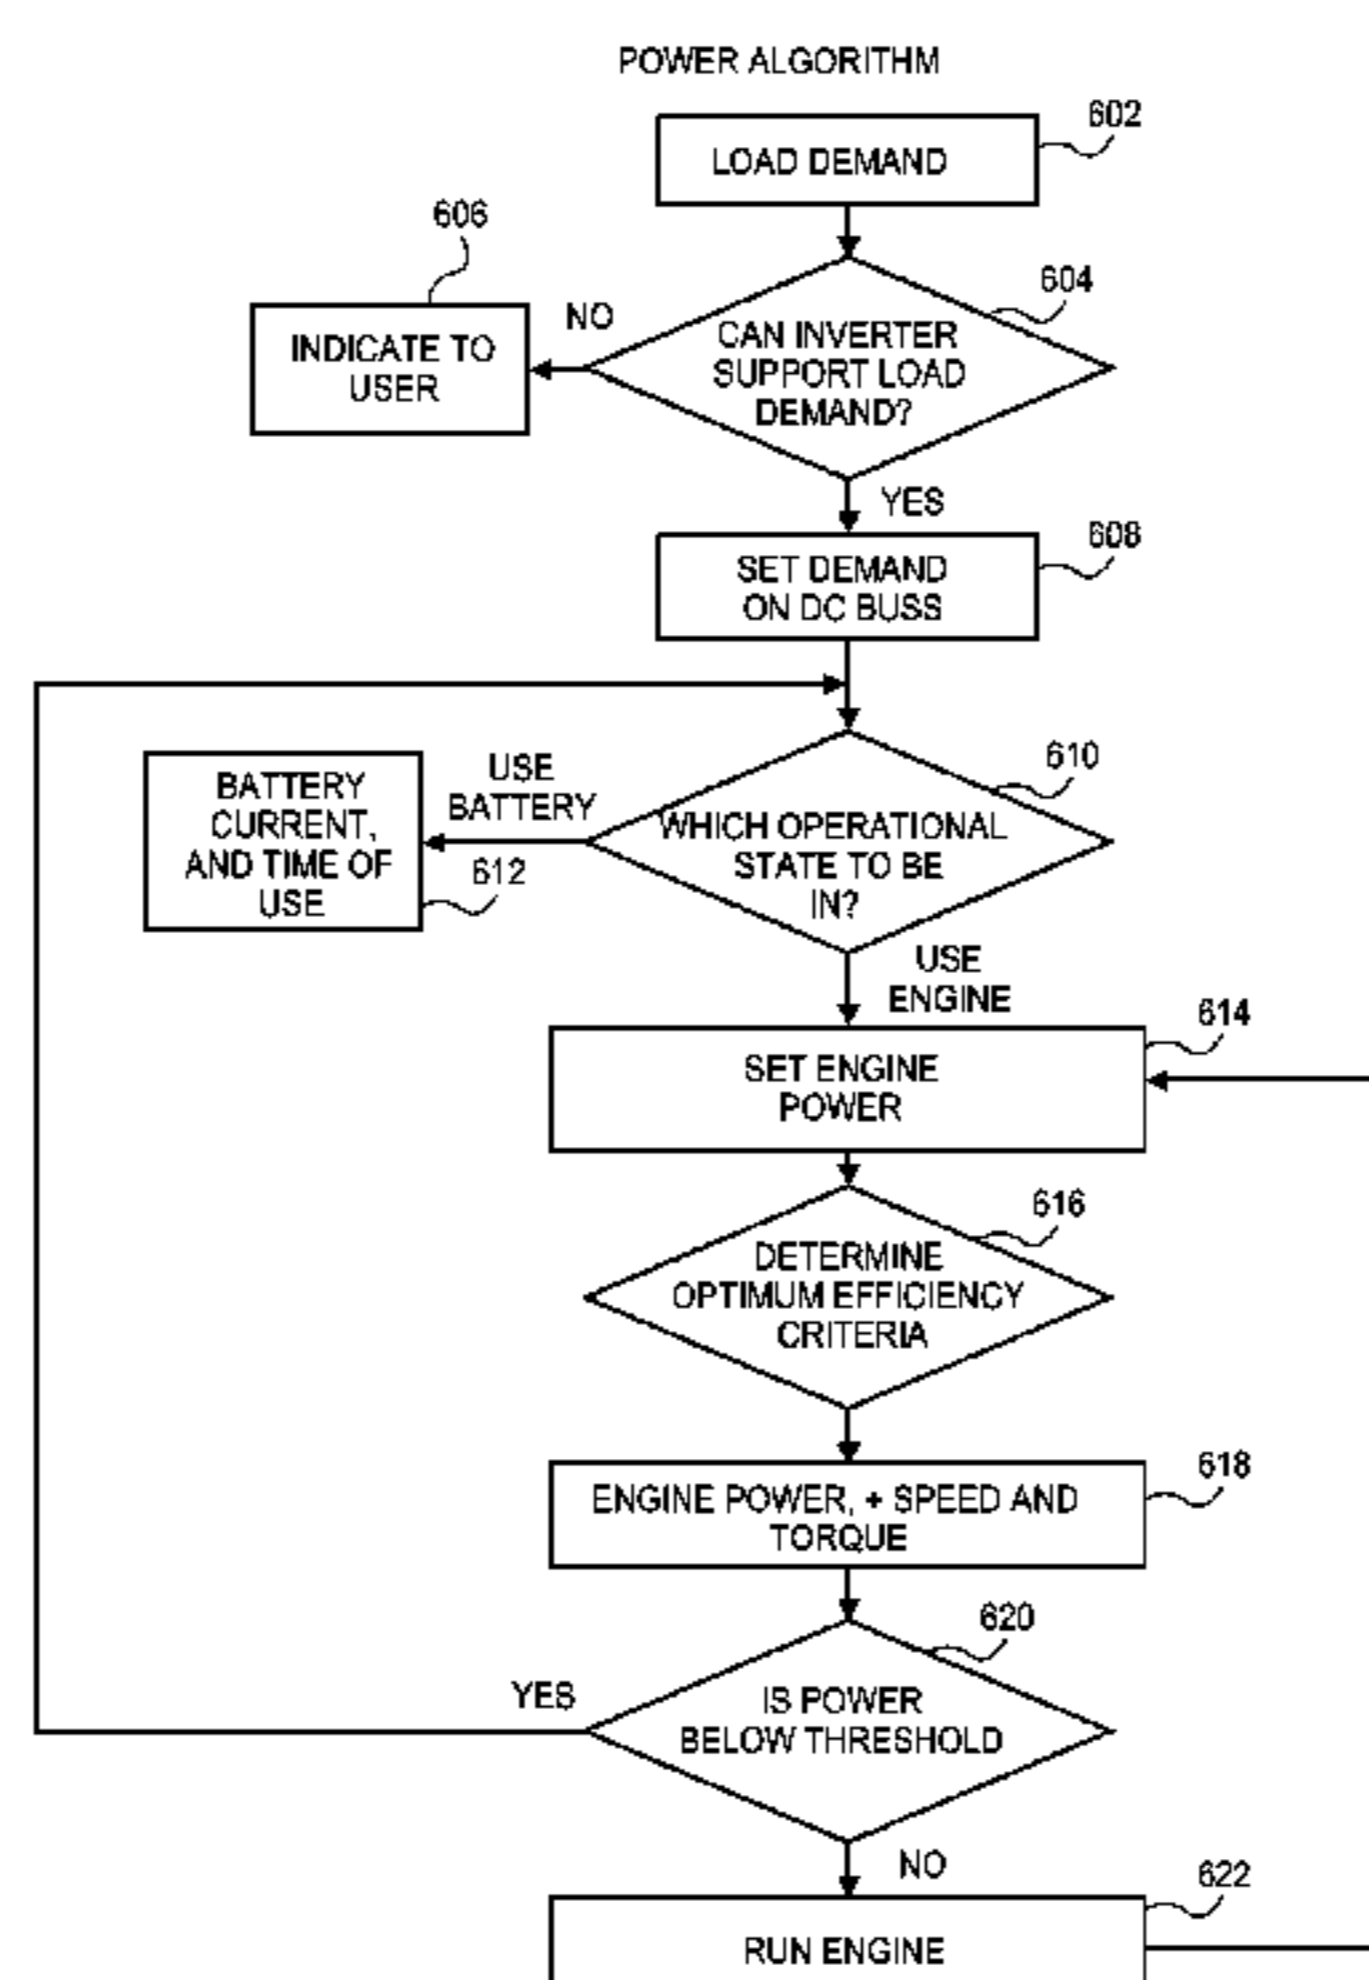 POWER ALGORITHM
602
LOAD DEMAND
606
604
NO
INDICATE TO
USER
CAN INVERTER
SUPPORT LOAD
DEMAND?
YES
608
SET DEMAND
ON DC BUSS
610
USE
BATTERY
BATTERY
CURRENT,
AND TIME OF
USE
612
WHICH OPERATIONAL
STATE TO BE
IN?
USE
ENGINE
614
SET ENGINE
POWER
616
DETERMINE
OPTIMUM EFFICIENCY
CRITERIA
618
ENGINE POWER, + SPEED AND
TORQUE
620
YES
IS POWER
BELOW THRESHOLD
NO
622
RUN ENGINE